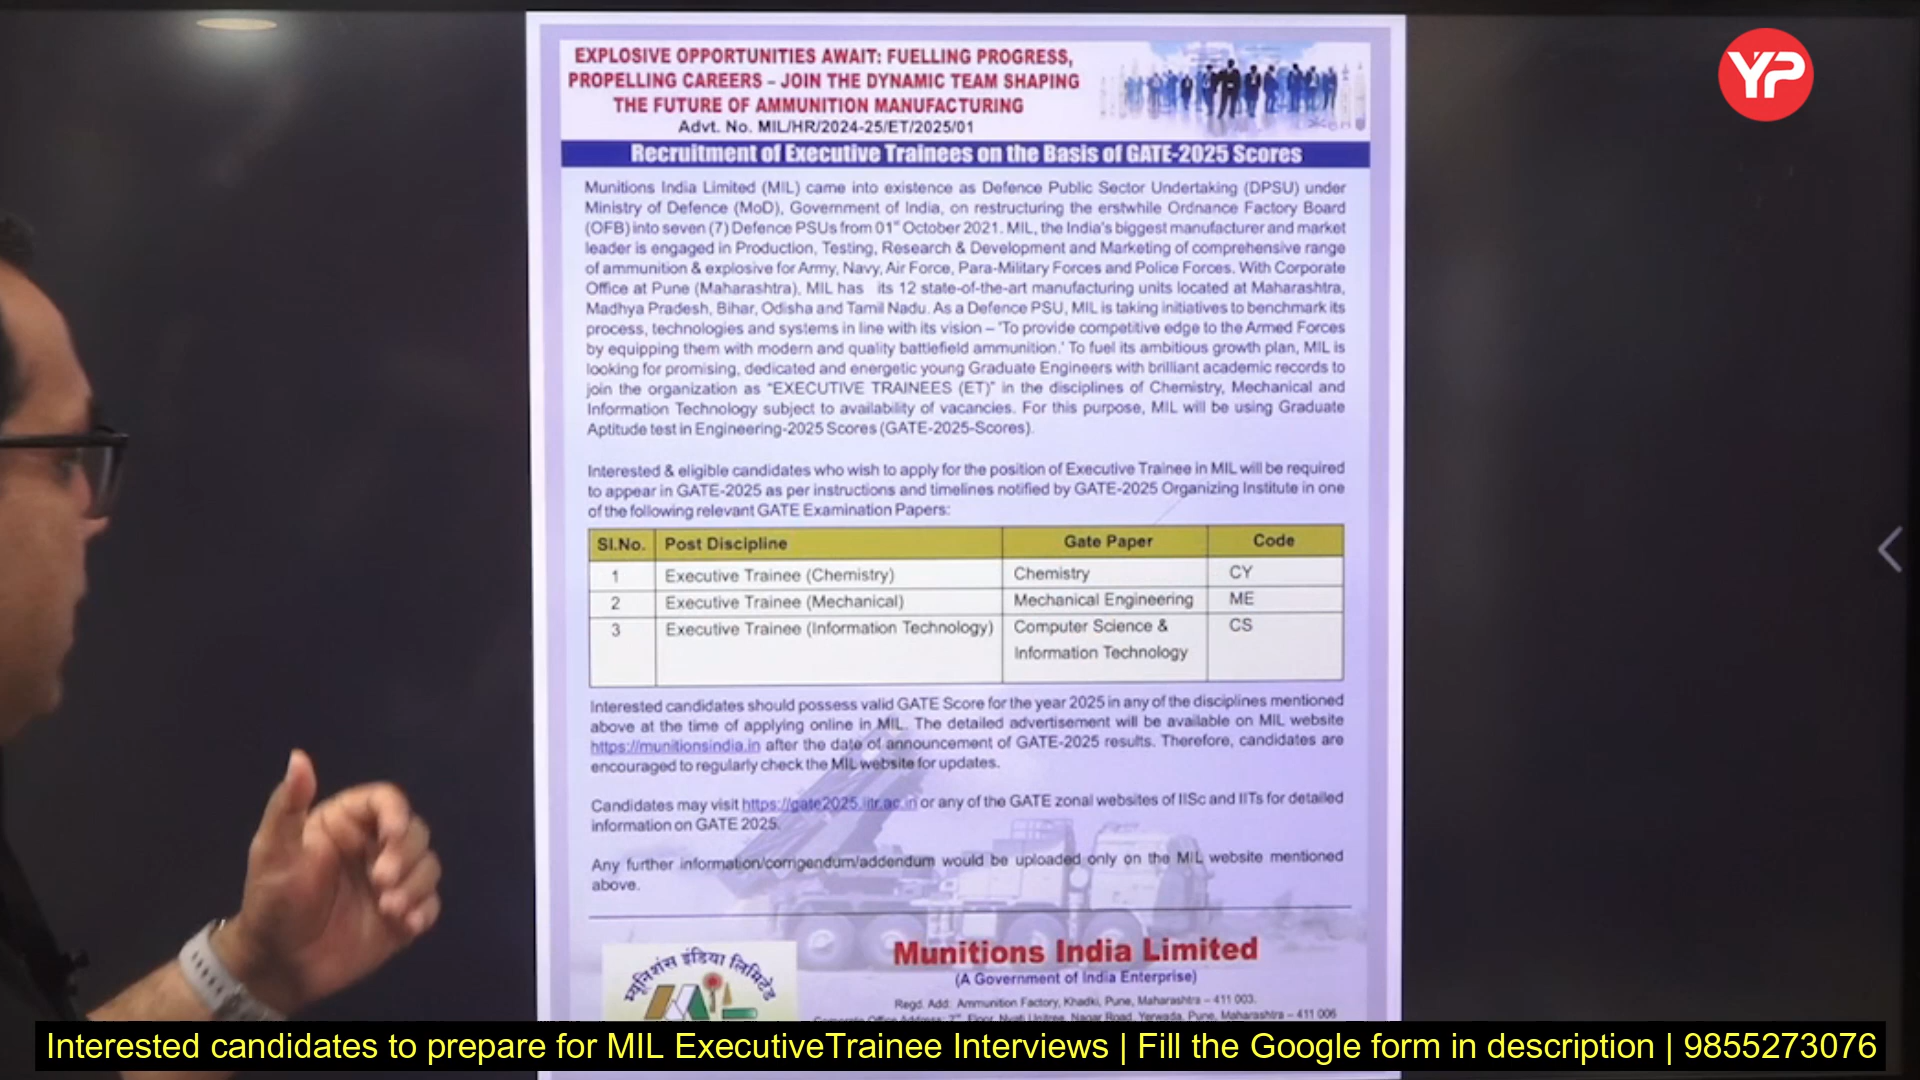 EXPLOSIVE OPPORTUNITIES AWAIT: FUELLING PROGRESS,
PROPELLING CAREERS – JOIN THE DYNAMIC TEAM SHAPING
THE FUTURE OF AMMUNITION MANUFACTURING
Advt. No. MIL/HR/2024-25/ET/2025/01
YP
Recruitment of Executive Trainees on the Basis of GATE-2025 Scores
Munitions India Limited (MIL) came into existence as Defence Public Sector Undertaking (DPSU) under
Ministry of Defence (MoD), Government of India, on restructuring the erstwhile Ordnance Factory Board
(OFB) into seven (7) Defence PSUs from 01st October 2021. MIL, the India's biggest manufacturer and market
leader is engaged in Production, Testing, Research & Development and Marketing of comprehensive range
of ammunition & explosive for Army, Navy, Air Force, Para-Military Forces and Police Forces. With Corporate
Office at Pune (Maharashtra), MIL has its 12 state-of-the-art manufacturing units located at Maharashtra,
Madhya Pradesh, Bihar, Odisha and Tamil Nadu. As a Defence PSU, MIL is taking initiatives to benchmark its
process, technologies and systems in line with its vision – 'To provide competitive edge to the Armed Forces
by equipping them with modern and quality battlefield ammunition.' To fuel its ambitious growth plan, MIL is
looking for promising, dedicated and energetic young Graduate Engineers with brilliant academic records to
join the organization as "EXECUTIVE TRAINEES (ET)" in the disciplines of Chemistry, Mechanical and
Information Technology subject to availability of vacancies. For this purpose, MIL will be using Graduate
Aptitude test in Engineering-2025 Scores (GATE-2025-Scores).
Interested & eligible candidates who wish to apply for the position of Executive Trainee in MIL will be required
to appear in GATE-2025 as per instructions and timelines notified by GATE-2025 Organizing Institute in one
of the following relevant GATE Examination Papers:
Sl.No. Post Discipline Gate Paper Code
1 Executive Trainee (Chemistry) Chemistry CY
2 Executive Trainee (Mechanical) Mechanical Engineering ME
3 Executive Trainee (Information Technology) Computer Science & CS
Information Technology
Interested candidates should possess valid GATE Score for the year 2025 in any of the disciplines mentioned
above at the time of applying online in MIL. The detailed advertisement will be available on MIL website
https://munitionsindia.in after the date of announcement of GATE-2025 results. Therefore, candidates are
encouraged to regularly check the MIL website for updates.
Candidates may visit https://gate2025.iitr.ac.in or any of the GATE zonal websites of IISc and IITs for detailed
information on GATE 2025.
Any further information/compendum/addendum would be uploaded only on the MIL website mentioned
above.
म्यूनिशंस इंडिया लिमिटेड
Munitions India Limited
(A Government of India Enterprise)
Regd. Add: Ammunition Factory, Khadki, Pune, Maharashtra – 411 003.
Corporate Office Address: 7th Floor, Nyati Unitree, Nagar Road, Yerwada, Pune, Maharashtra – 411 006
Interested candidates to prepare for MIL ExecutiveTrainee Interviews | Fill the Google form in description | 9855273076